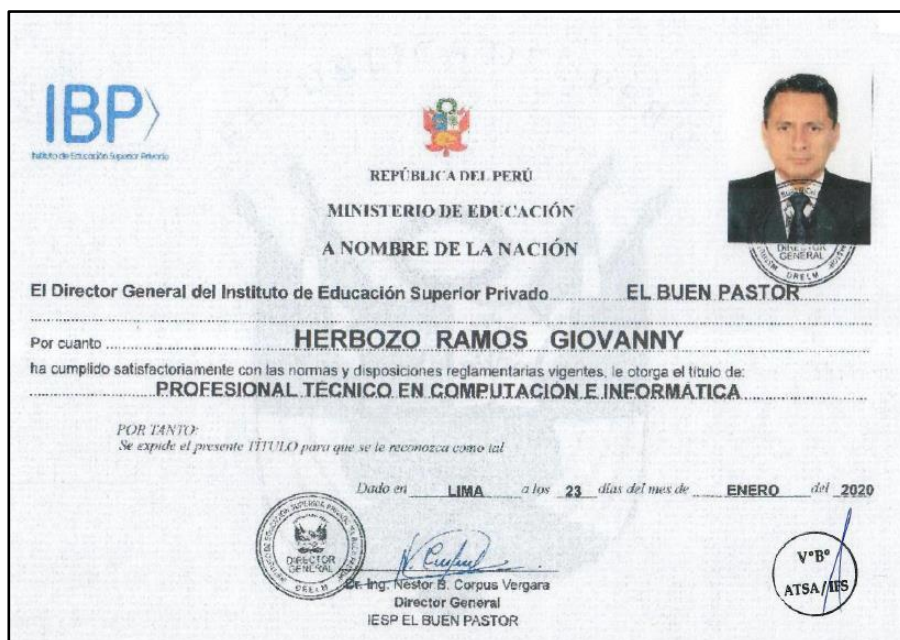 IBP
Instituto de Educación Superior Privado
REPÚBLICA DEL PERÚ
MINISTERIO DE EDUCACIÓN
A NOMBRE DE LA NACIÓN
DIRECTOR
GENERAL
DRELM
El Director General del Instituto de Educación Superior Privado EL BUEN PASTOR
Por cuanto HERBOZO RAMOS GIOVANNY
ha cumplido satisfactoriamente con las normas y disposiciones reglamentarias vigentes, le otorga el título de:
PROFESIONAL TÉCNICO EN COMPUTACIÓN E INFORMÁTICA
POR TANTO:
Se expide el presente TÍTULO para que se le reconozca como tal
Dado en LIMA a los 23 días del mes de ENERO del 2020
DIRECTOR
GENERAL
DRELM
Dr. Ing. Nestor B. Corpus Vergara
Director General
IESP EL BUEN PASTOR
V°B°
ATSA/IFS